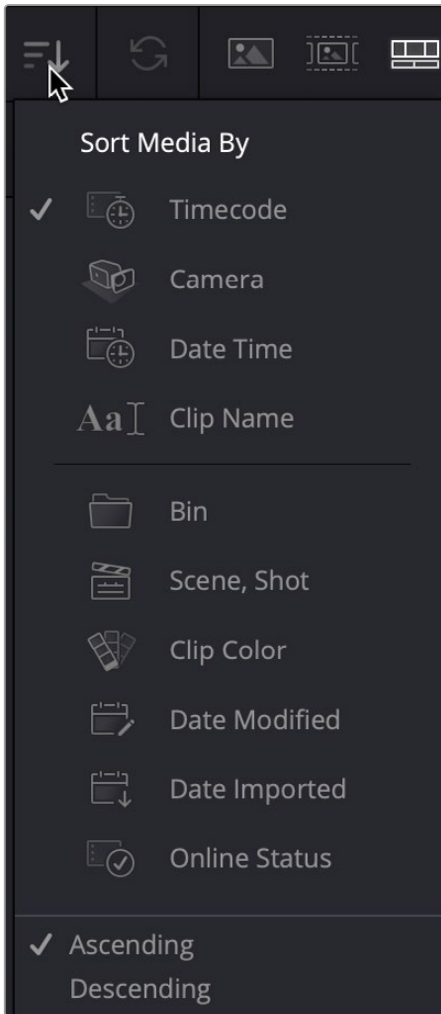 Sort Media By
Timecode
Camera
Date Time
Aa Clip Name
Bin
Scene, Shot
Clip Color
Date Modified
Date Imported
Online Status
Ascending
Descending